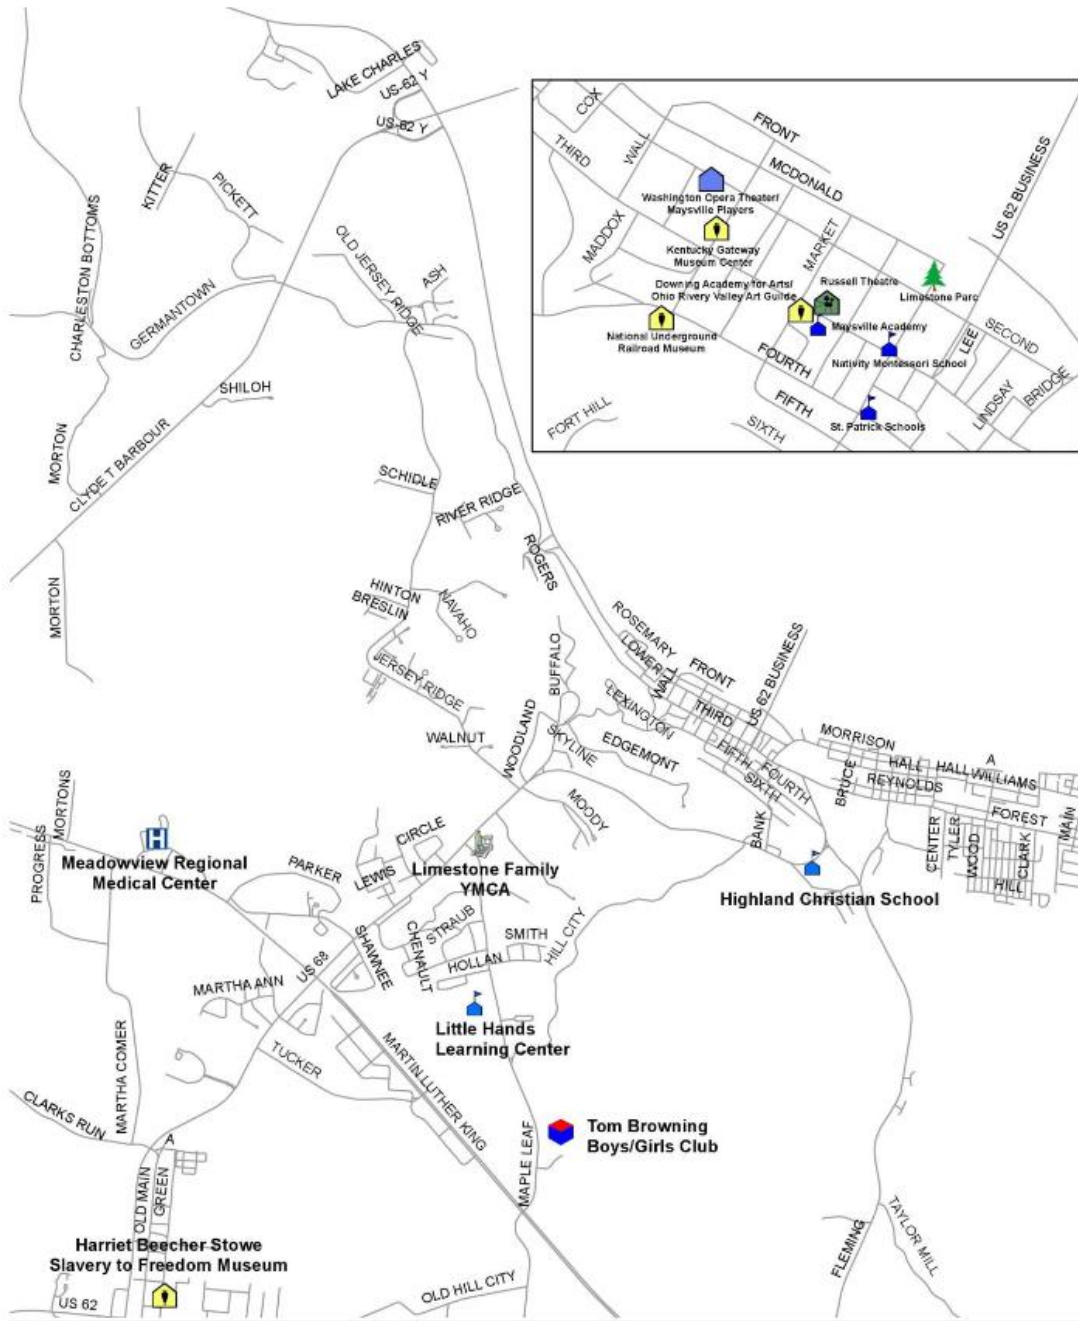 LAKE CHARLES
US-62 Y
US-62 Y
KITTER
PICKETT
CHARLESTON BOTTOMS
GERMANTOWN
OLD JERSEY RIDGE
ASH
SHILOH
MORTON
CLYDE T BARBOUR
MORTON
SCHIDLE
RIVER RIDGE
ROGERS
HINTON
BRESLIN
NAVAHO
JERSEY RIDGE
WALNUT
WOODLAND
BUFFALO
SKYLINE
COX
THIRD
WALL
FRONT
MCDONALD
US 62 BUSINESS
Washington Opera Theater/
Maysville Players
MADDOX
Kentucky Gateway
Museum Center
MARKET
Downing Academy for Arts/
Ohio Rivery Valley Art Guilde
Russell Theatre
Limestone Parc
National Underground
Railroad Museum
Maysville Academy
SECOND
LEE
FOURTH
Nativity Montessori School
BRIDGE
LINDSAY
FIFTH
St. Patrick Schools
FORT HILL
SIXTH
ROSEMARY
LOWER
WALL
FRONT
US 62 BUSINESS
LEXINGTON
THIRD
EDGEMONT
FIFTH
FOURTH
SIXTH
MORRISON
A
HALL
HALL
WILLIAMS
BRUCE
REYNOLDS
FOREST
MAIN
MOODY
BANK
CENTER
TYLER
WOOD
CLARK
HILL
Highland Christian School
MORTONS
PROGRESS
Meadowview Regional
Medical Center
PARKER
CIRCLE
LEWIS
Limestone Family
YMCA
STRAUB
SMITH
HILL CITY
SHAWNEE
CHENAULT
HOLLAN
US 68
MARTHA ANN
Little Hands
Learning Center
TUCKER
MARTIN LUTHER KING
MARTHA COMER
CLARKS RUN
A
Tom Browning
Boys/Girls Club
MAPLE LEAF
OLD MAIN
GREEN
Harriet Beecher Stowe
Slavery to Freedom Museum
US 62
OLD HILL CITY
FLEMING
TAYLOR MILL